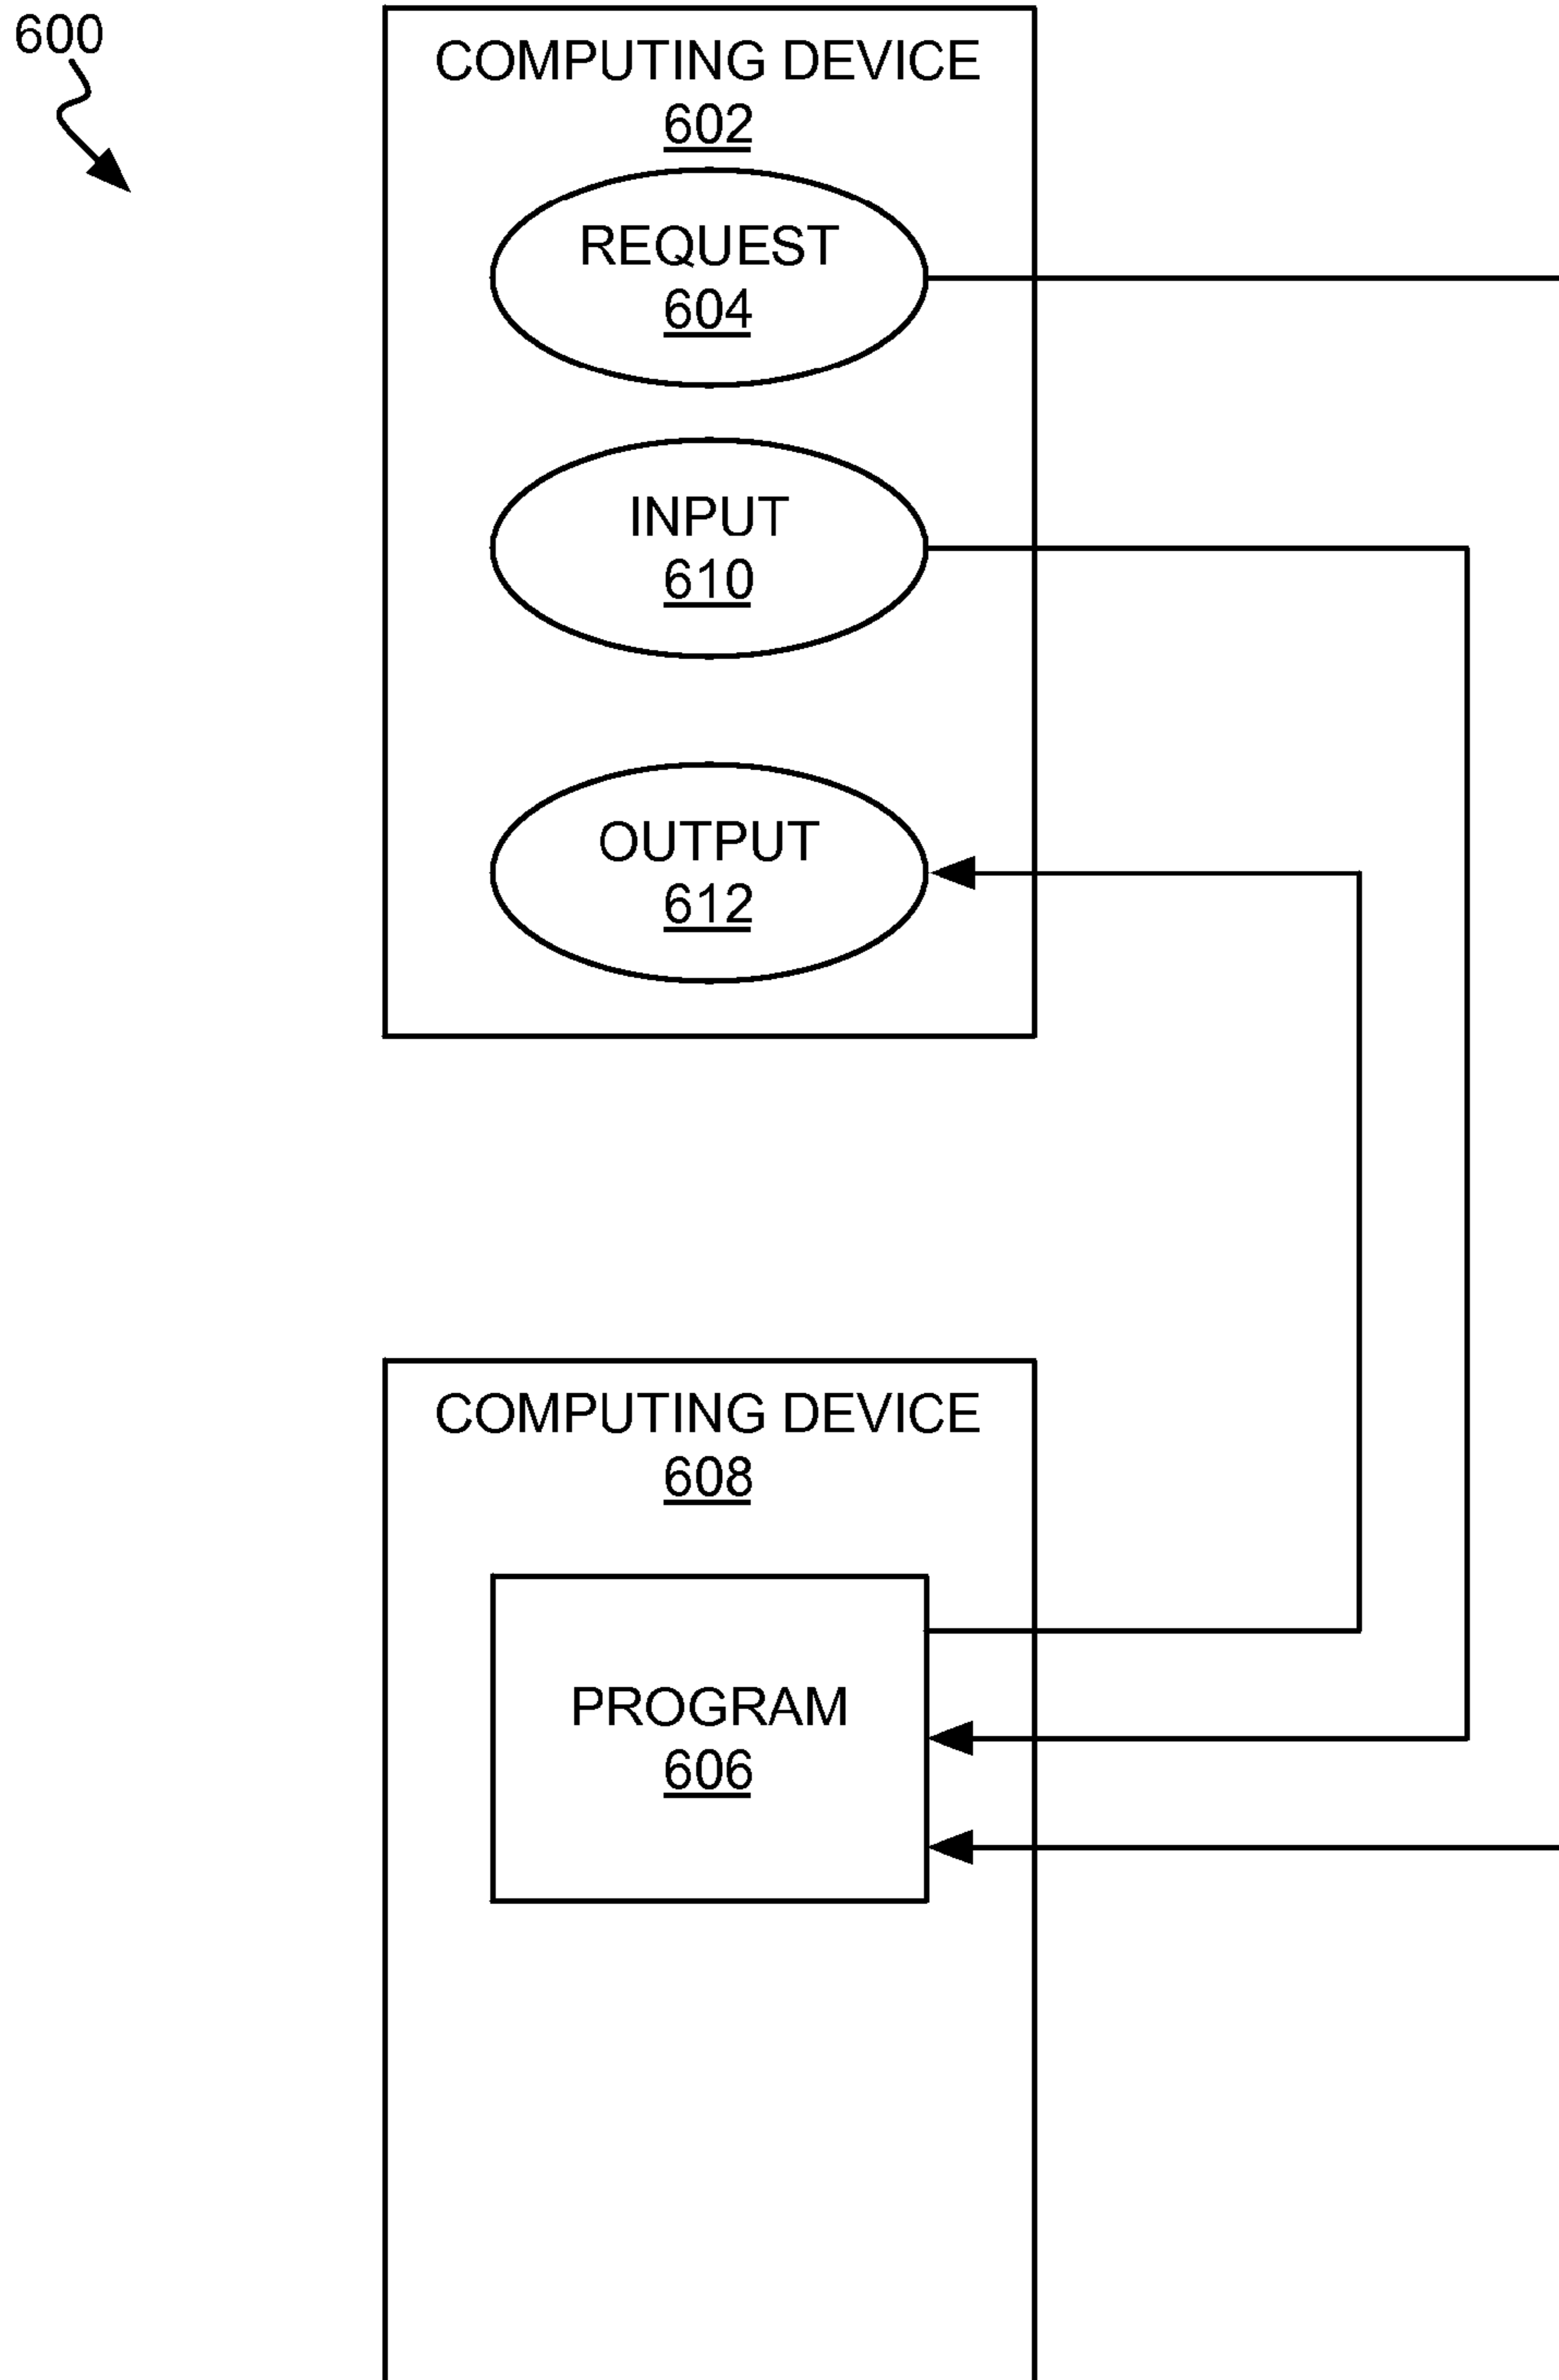 600
COMPUTING DEVICE
602
REQUEST
604
INPUT
610
OUTPUT
612
COMPUTING DEVICE
608
PROGRAM
606